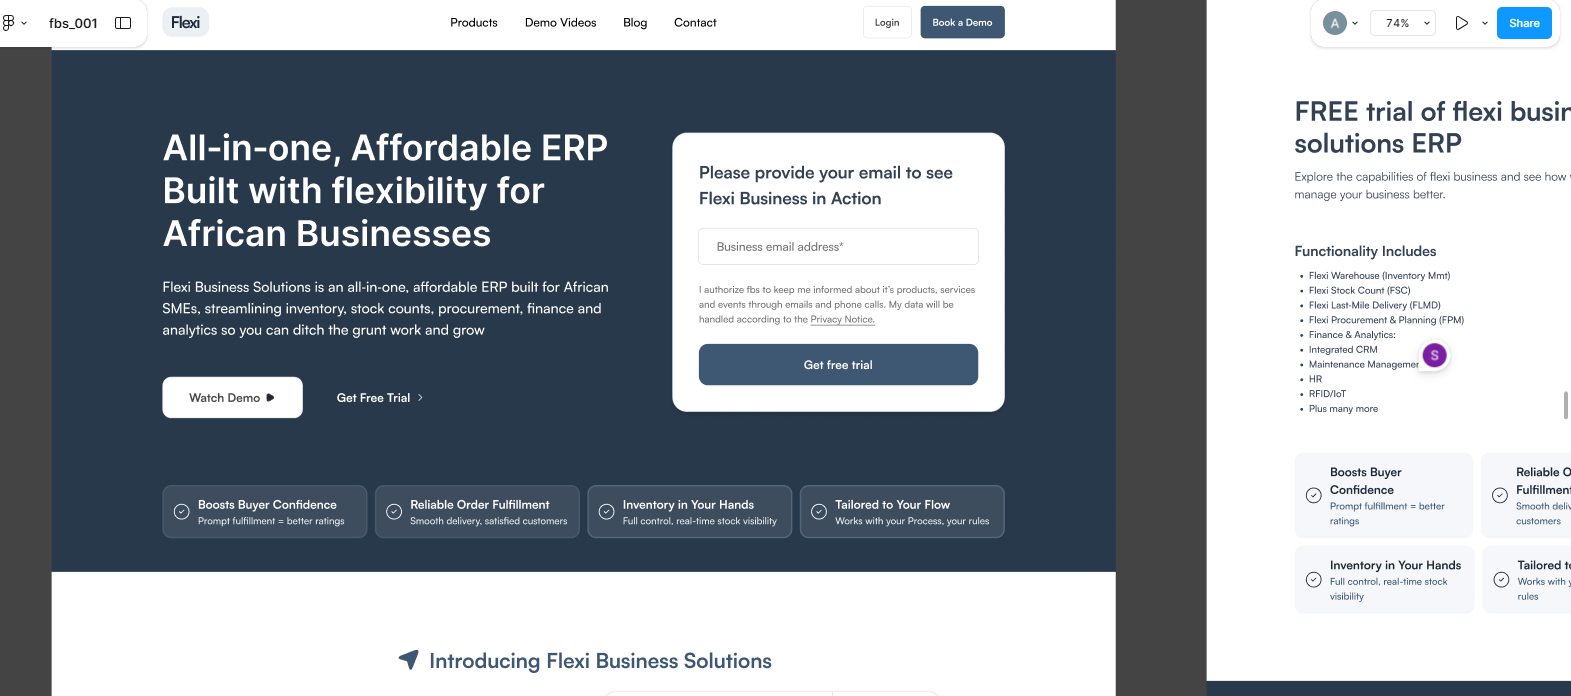 fbs_001
Flexi
Products
Demo Videos
Blog
Contact
Login
Book a Demo
A
74%
Share
All-in-one, Affordable ERP
Built with flexibility for
African Businesses
Flexi Business Solutions is an all-in-one, affordable ERP built for African
SMEs, streamlining inventory, stock counts, procurement, finance and
analytics so you can ditch the grunt work and grow
Watch Demo
Get Free Trial
Please provide your email to see
Flexi Business in Action
Business email address*
I authorize fbs to keep me informed about it's products, services
and events through emails and phone calls. My data will be
handled according to the Privacy Notice.
Get free trial
Boosts Buyer Confidence
Prompt fulfillment = better ratings
Reliable Order Fulfillment
Smooth delivery, satisfied customers
Inventory in Your Hands
Full control, real-time stock visibility
Tailored to Your Flow
Works with your Process, your rules
Introducing Flexi Business Solutions
FREE trial of flexi busin
solutions ERP
Explore the capabilities of flexi business and see how
manage your business better.
Functionality Includes
• Flexi Warehouse (Inventory Mmt)
• Flexi Stock Count (FSC)
• Flexi Last-Mile Delivery (FLMD)
• Flexi Procurement & Planning (FPM)
• Finance & Analytics:
• Integrated CRM
• Maintenance Managemen
S
• HR
• RFID/IoT
• Plus many more
Boosts Buyer
Confidence
Prompt fulfillment = better
ratings
Reliable O
Fulfillment
Smooth deliv
customers
Inventory in Your Hands
Full control, real-time stock
visibility
Tailored to
Works with y
rules